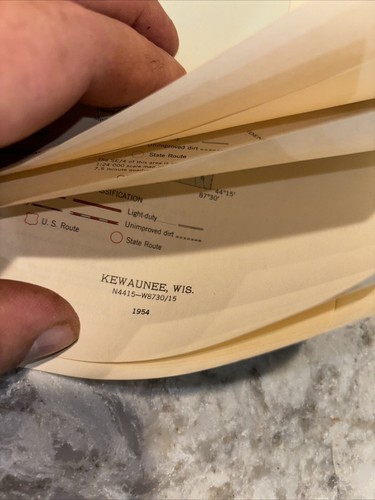 Unimproved dirt
State Route
44°15'
87°30'
Light-duty
Unimproved dirt
U. S. Route
State Route
KEWAUNEE, WIS.
N4415—W8730/15
1954